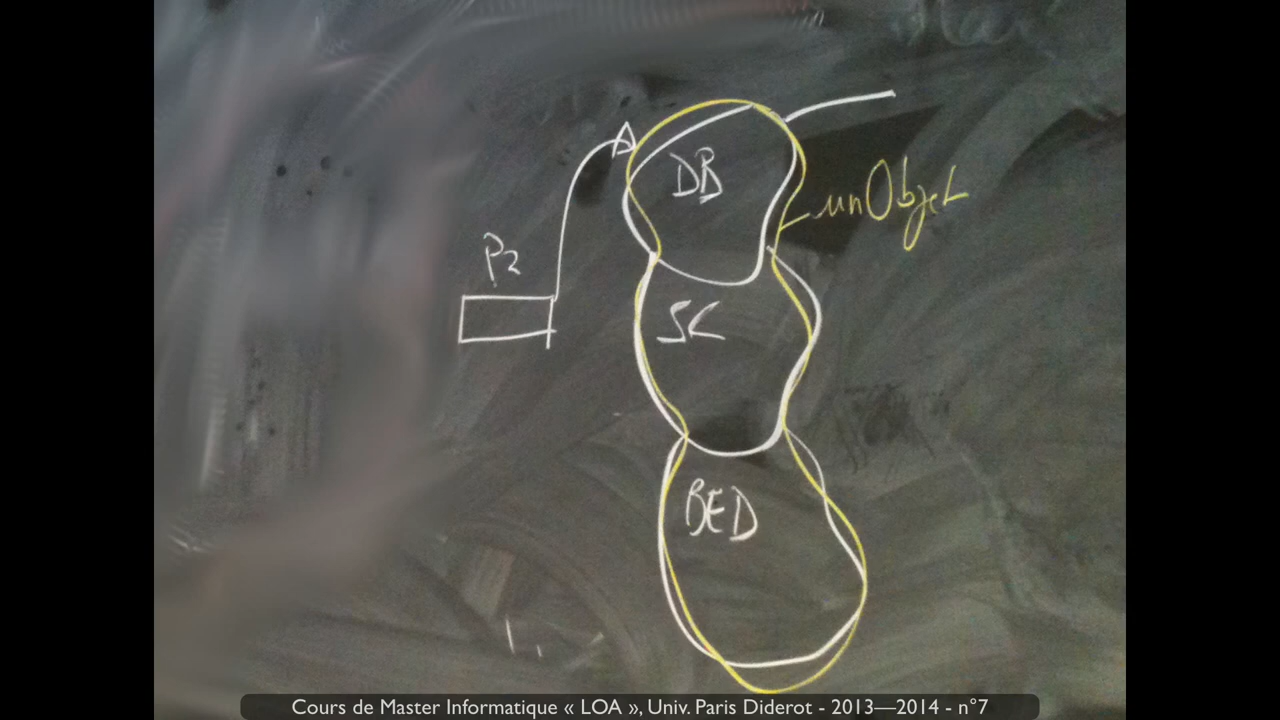 DB
unObjet
P2
SC
BED
Cours de Master Informatique « LOA », Univ. Paris Diderot - 2013—2014 - n°7